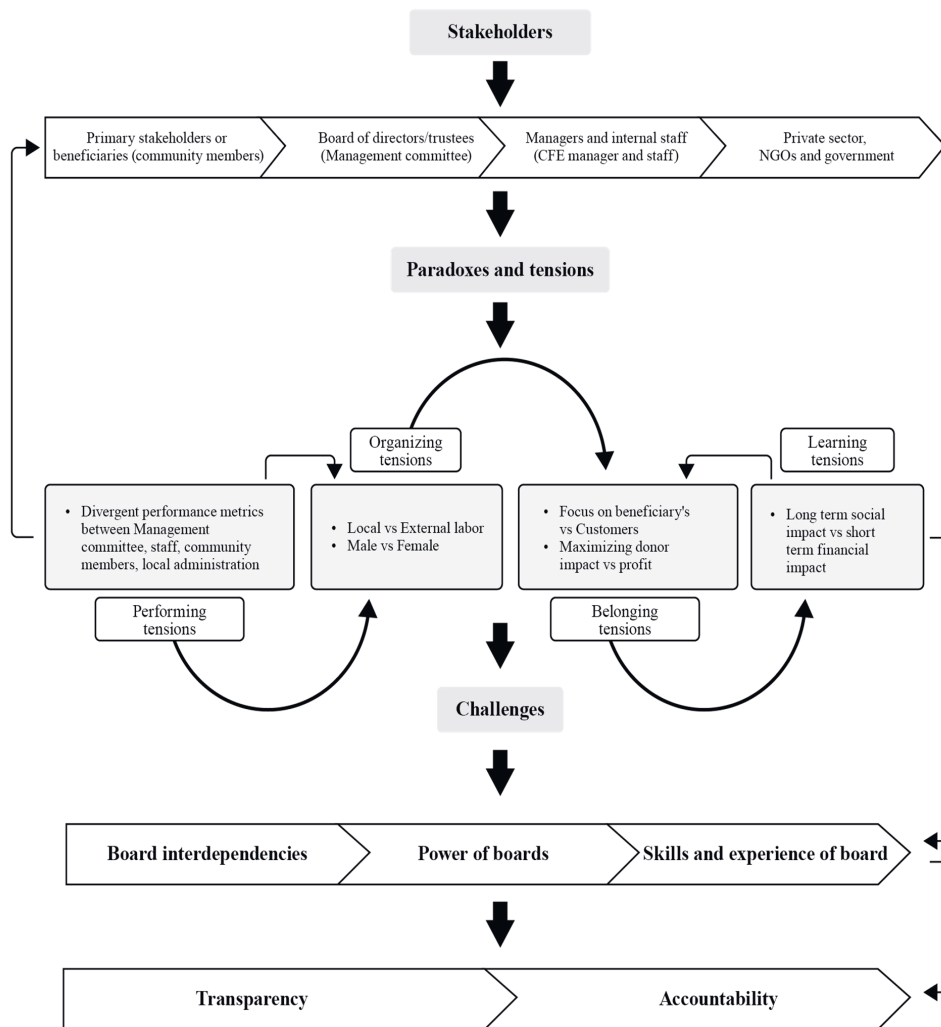 Stakeholders
Primary stakeholders or
beneficiaries (community members)
Board of directors/trustees
(Management committee)
Managers and internal staff
(CFE manager and staff)
Private sector,
NGOs and government
Paradoxes and tensions
Organizing
tensions
Learning
tensions
• Divergent performance metrics
between Management
committee, staff, community
members, local administration
• Local vs External labor
• Male vs Female
• Focus on beneficiary's
vs Customers
• Maximizing donor
impact vs profit
• Long term social
impact vs short
term financial
impact
Performing
tensions
Belonging
tensions
Challenges
Board interdependencies
Power of boards
Skills and experience of board
Transparency
Accountability